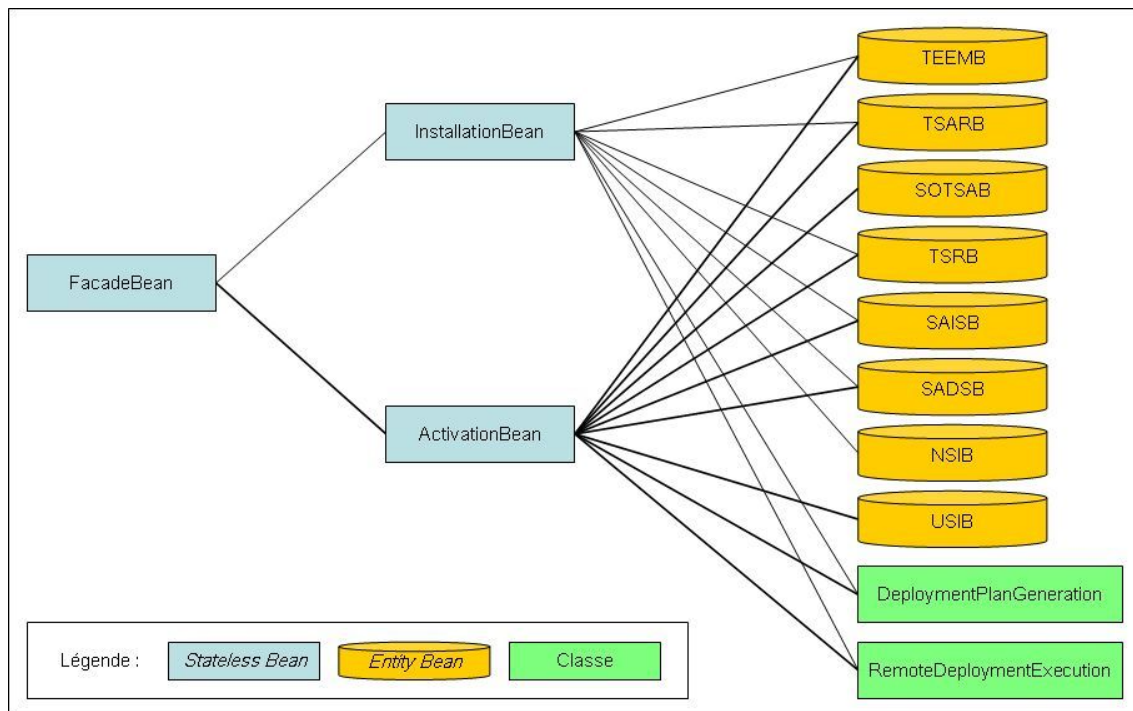 TEEMB
InstallationBean
TSARB
SOTSAB
FacadeBean
TSRB
SAISB
SADSB
ActivationBean
NSIB
USIB
DeploymentPlanGeneration
Légende :
Stateless Bean
Entity Bean
Classe
RemoteDeploymentExecution